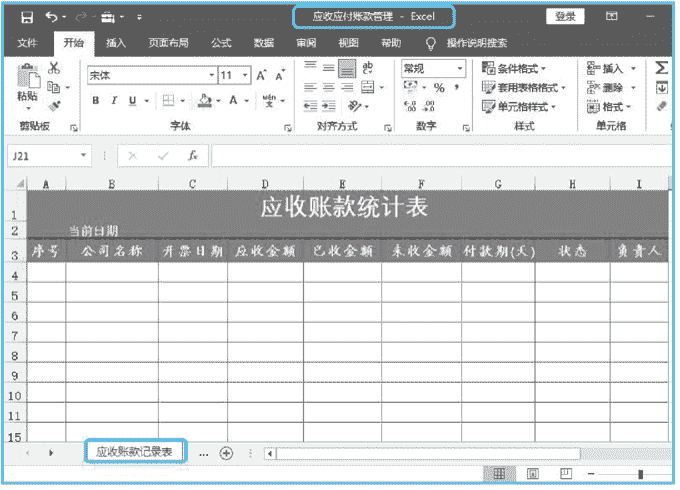 应收应付账款管理 - Excel
登录
文件 开始 插入 页面布局 公式 数据 审阅 视图 帮助 操作说明搜索
粘贴
宋体 11 A A
B I U A wén 文
常规
%
条件格式
套用表格格式
单元格样式
插入
删除
格式
剪贴板 字体 对齐方式 数字 样式 单元格
J21 fx
A B C D E F G H I
1 应收账款统计表
2 当前日期
3 序号 公司名称 开票日期 应收金额 已收金额 未收金额 付款期(天) 状态 负责人
4
5
6
7
8
9
10
11
15
应收账款记录表 ...